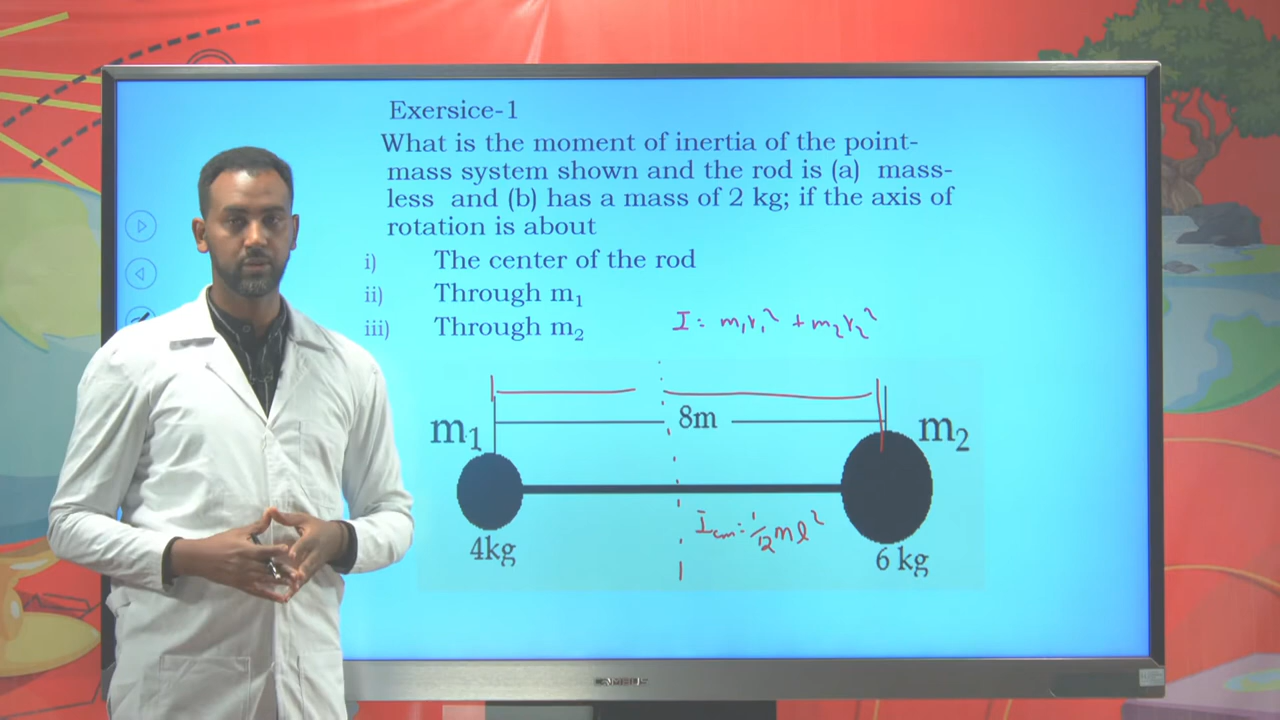 Exersice-1
What is the moment of inertia of the point-
mass system shown and the rod is (a) mass-
less and (b) has a mass of 2 kg; if the axis of
rotation is about
i) The center of the rod
ii) Through m₁
iii) Through m₂
I = m₁r₁² + m₂r₂²
8m
m₁
m₂
I_cm = 1/12 ml²
4kg
6 kg